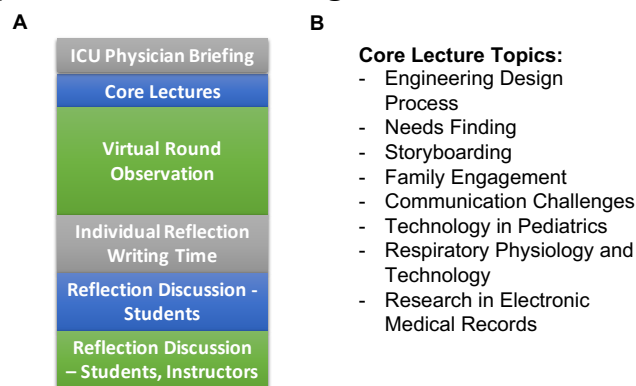 A
ICU Physician Briefing
Core Lectures
Virtual Round
Observation
Individual Reflection
Writing Time
Reflection Discussion -
Students
Reflection Discussion
– Students, Instructors
B
Core Lecture Topics:
- Engineering Design
Process
- Needs Finding
- Storyboarding
- Family Engagement
- Communication Challenges
- Technology in Pediatrics
- Respiratory Physiology and
Technology
- Research in Electronic
Medical Records